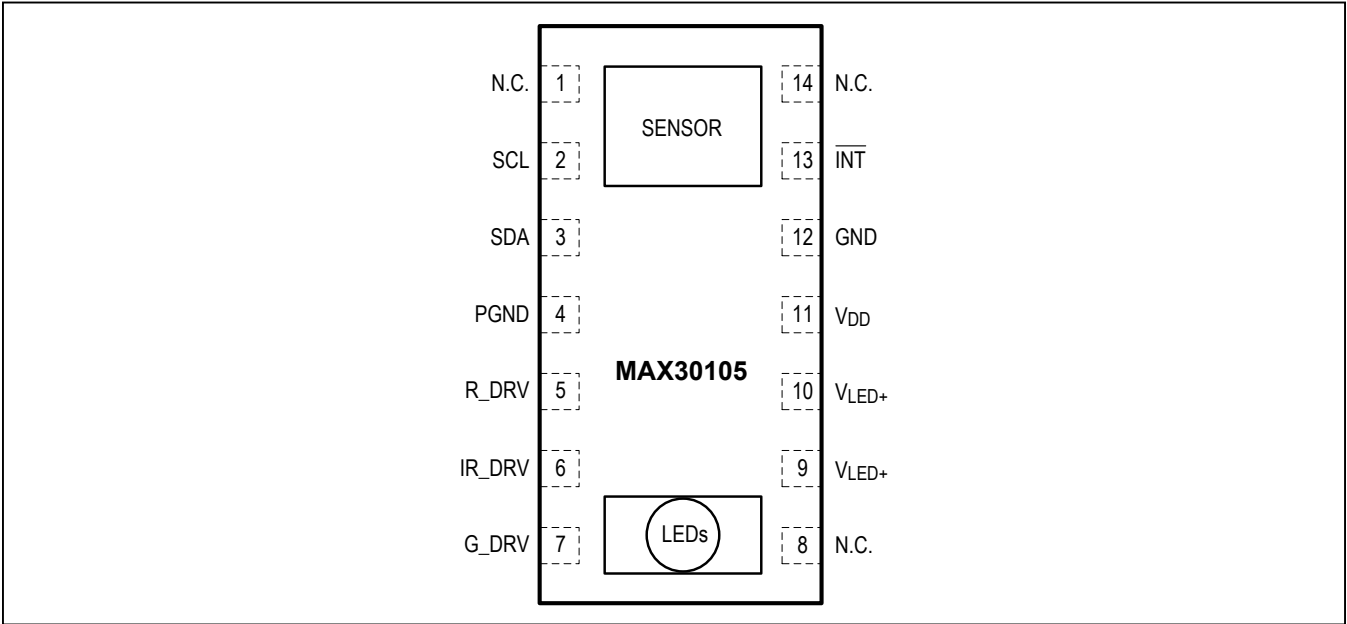 N.C. 1 14 N.C.
SENSOR
SCL 2 13 INT
SDA 3 12 GND
PGND 4 11 VDD
MAX30105
R_DRV 5 10 VLED+
IR_DRV 6 9 VLED+
LEDs
G_DRV 7 8 N.C.